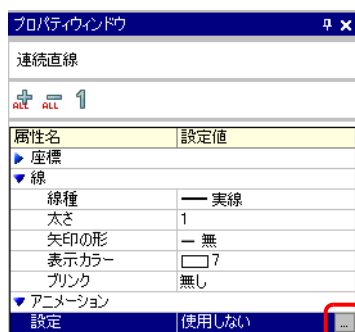 プロパティウィンドウ
連続直線
ALL ALL 1
属性名 設定値
座標
線
線種 実線
太さ 1
矢印の形 無
表示カラー 7
ブリンク 無し
アニメーション
設定 使用しない ...